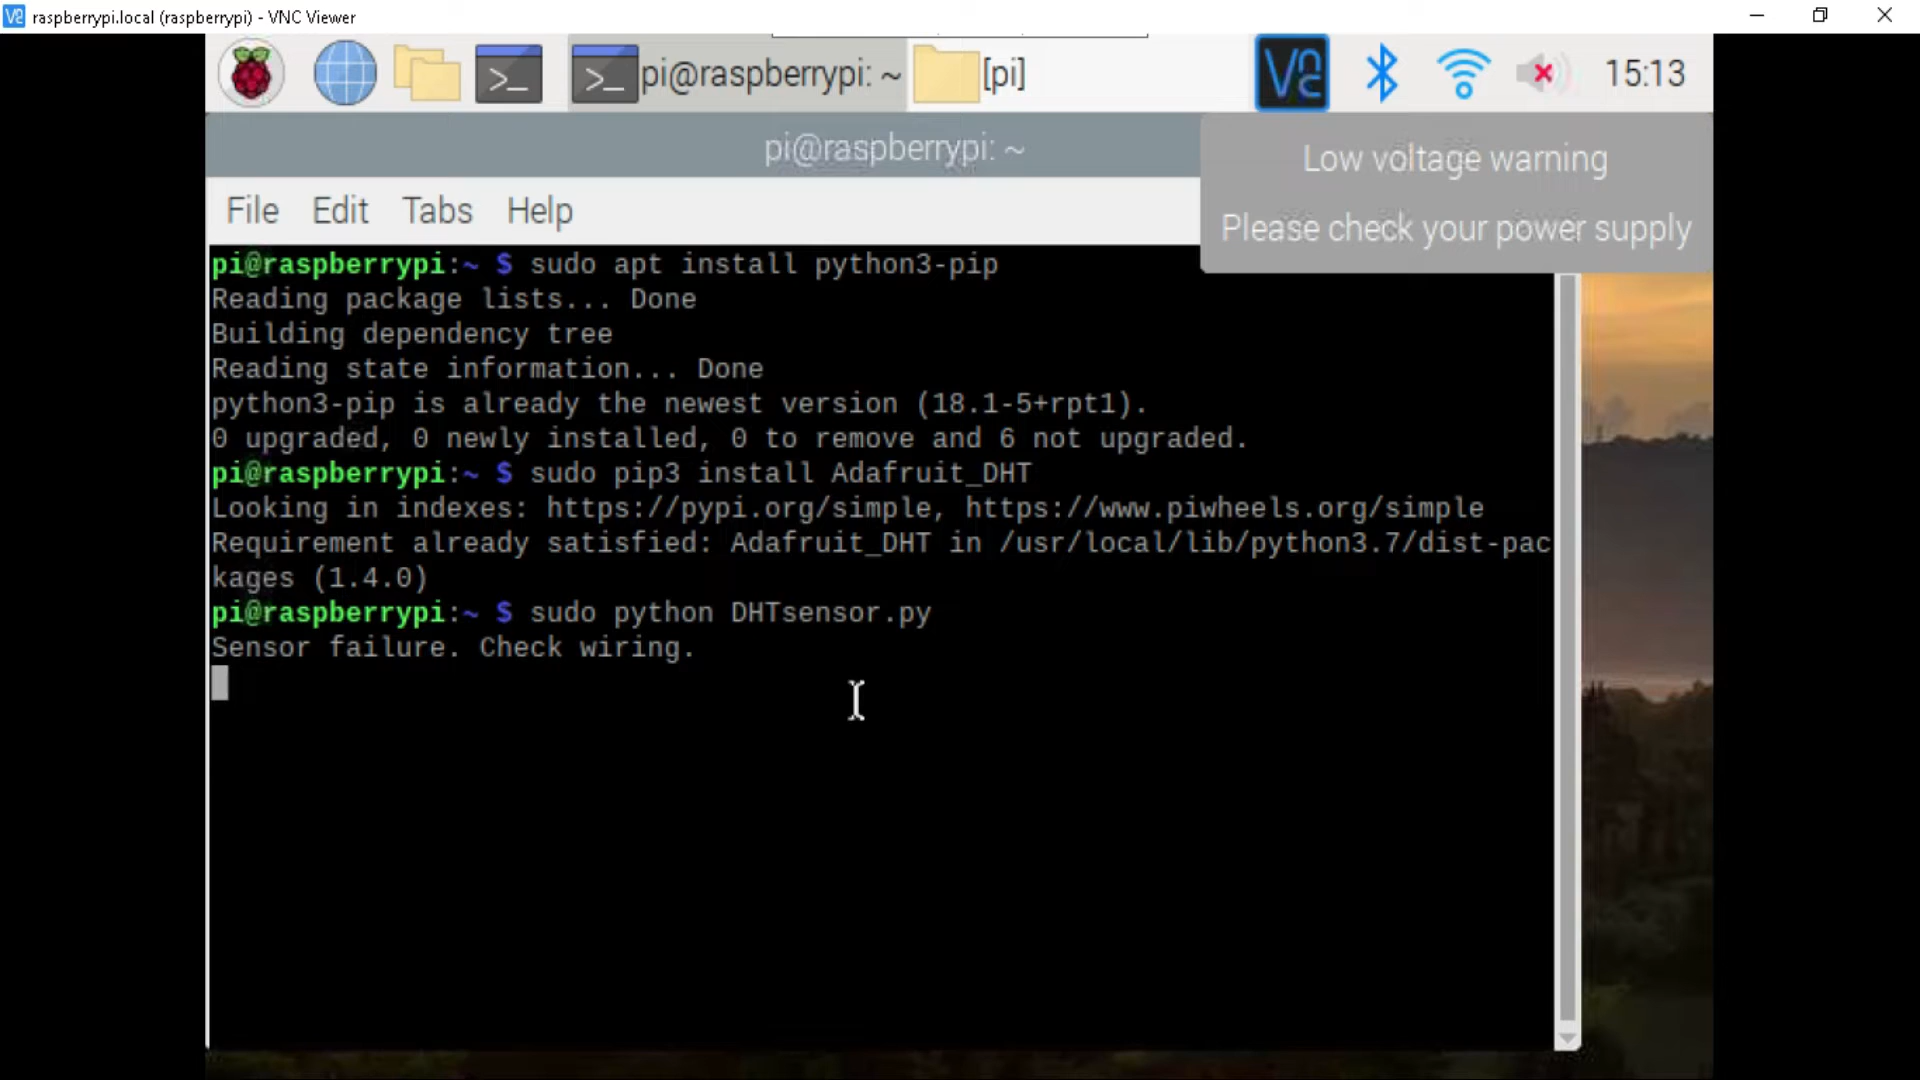 raspberrypi.local (raspberrypi) - VNC Viewer
pi@raspberrypi: ~ [pi] 15:13
pi@raspberrypi: ~
Low voltage warning
Please check your power supply
File Edit Tabs Help
pi@raspberrypi:~ $ sudo apt install python3-pip
Reading package lists... Done
Building dependency tree
Reading state information... Done
python3-pip is already the newest version (18.1-5+rpt1).
0 upgraded, 0 newly installed, 0 to remove and 6 not upgraded.
pi@raspberrypi:~ $ sudo pip3 install Adafruit_DHT
Looking in indexes: https://pypi.org/simple, https://www.piwheels.org/simple
Requirement already satisfied: Adafruit_DHT in /usr/local/lib/python3.7/dist-pac
kages (1.4.0)
pi@raspberrypi:~ $ sudo python DHTsensor.py
Sensor failure. Check wiring.